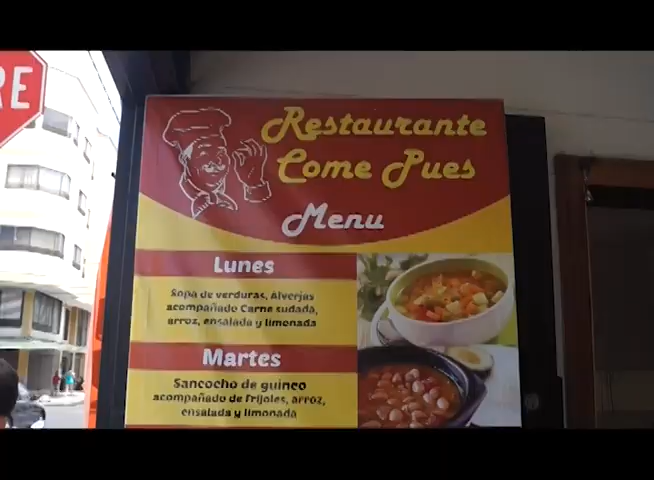 RE
Restaurante
Come Pues
Menu
Lunes
Sopa de verduras, Alverjas
acompañado Carne sudada,
arroz, ensalada y limonada
Martes
Sancocho de guineo
acompañado de Frijoles, arroz,
ensalada y limonada